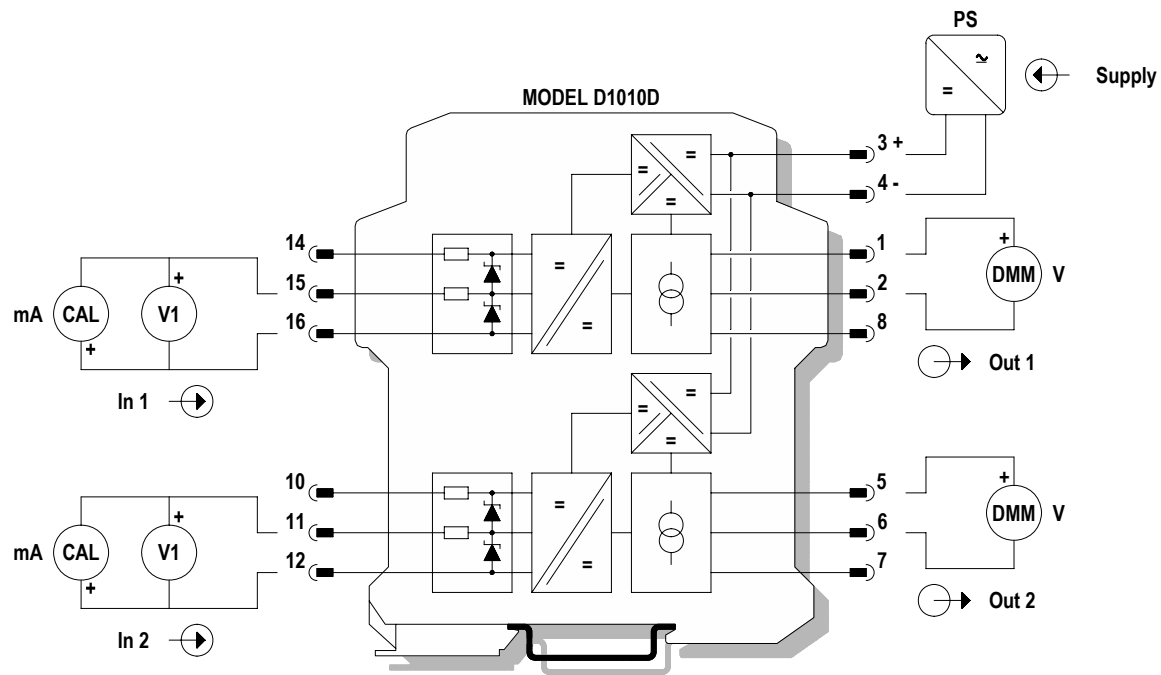 PS
Supply
MODEL D1010D
3 +
4 -
14
15
16
mA
CAL
+
V1
+
In 1
1
2
8
+
DMM
V
Out 1
10
11
12
mA
CAL
+
V1
+
In 2
5
6
7
+
DMM
V
Out 2